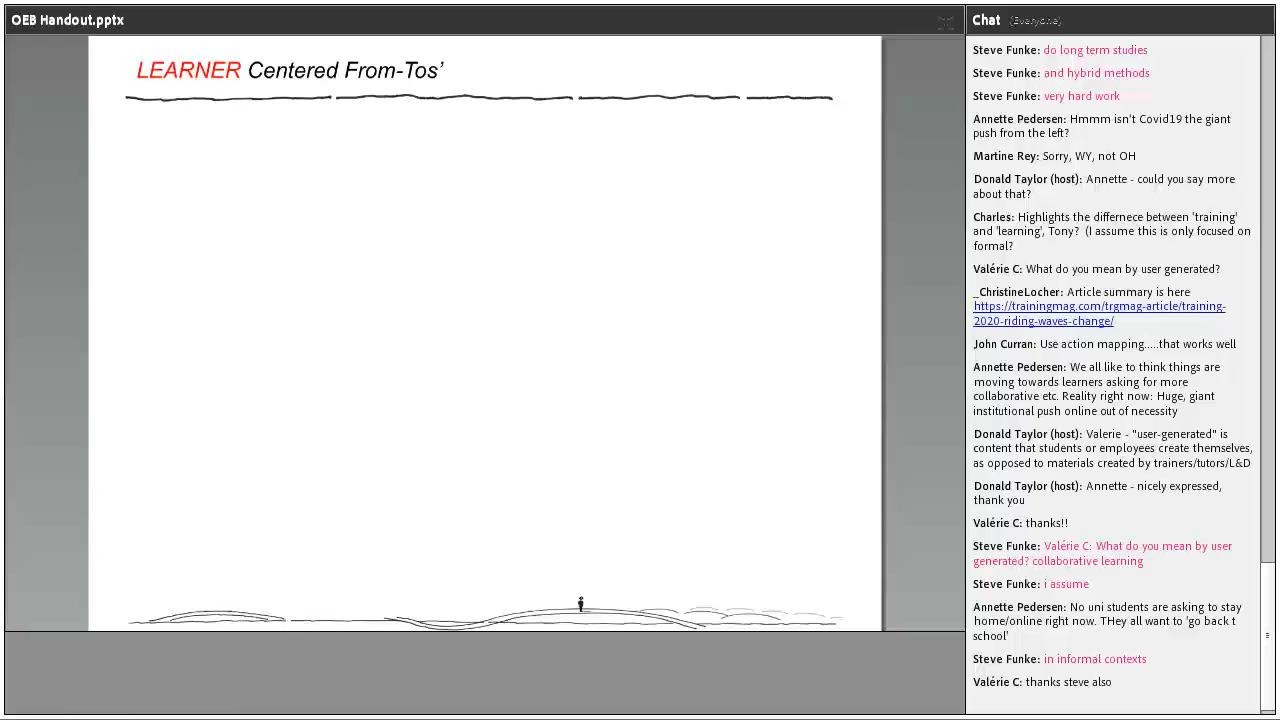 OEB Handout.pptx
LEARNER Centered From-Tos’
Chat (Everyone)
Steve Funke: do long term studies
Steve Funke: and hybrid methods
Steve Funke: very hard work
Annette Pedersen: Hmmm isn't Covid19 the giant
push from the left?
Martine Rey: Sorry, WY, not OH
Donald Taylor (host): Annette - could you say more
about that?
Charles: Highlights the differnece between 'training'
and 'learning', Tony? (I assume this is only focused on
formal?
Valérie C: What do you mean by user generated?
_ChristineLocher: Article summary is here
https://trainingmag.com/trgmag-article/training-
2020-riding-waves-change/
John Curran: Use action mapping.....that works well
Annette Pedersen: We all like to think things are
moving towards learners asking for more
collaborative etc. Reality right now: Huge, giant
institutional push online out of necessity
Donald Taylor (host): Valerie - "user-generated" is
content that students or employees create themselves,
as opposed to materials created by trainers/tutors/L&D
Donald Taylor (host): Annette - nicely expressed,
thank you
Valérie C: thanks!!
Steve Funke: Valérie C: What do you mean by user
generated? collaborative learning
Steve Funke: i assume
Annette Pedersen: No uni students are asking to stay
home/online right now. THey all want to 'go back t
school'
Steve Funke: in informal contexts
Valérie C: thanks steve also